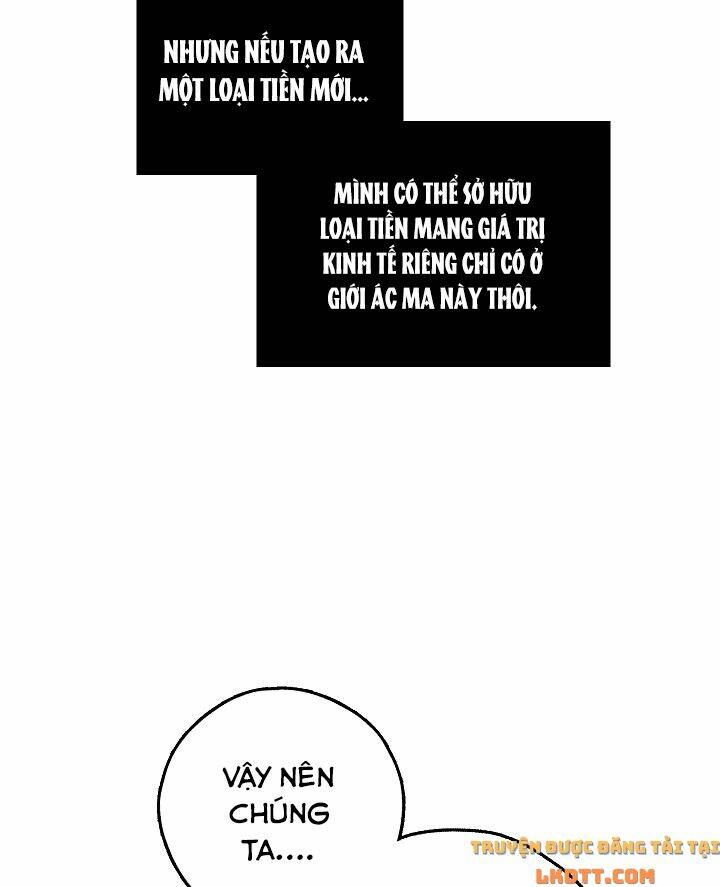 NHƯNG NẾU TẠO RA
MỘT LOẠI TIỀN MỚI...
MÌNH CÓ THỂ SỞ HỮU
LOẠI TIỀN MANG GIÁ TRỊ
KINH TẾ RIÊNG CHỈ CÓ Ở
GIỚI ÁC MA NÀY THÔI.
VẬY NÊN
CHÚNG
TA....
TRUYỆN ĐƯỢC ĐĂNG TẢI TẠI
LKDTT.COM